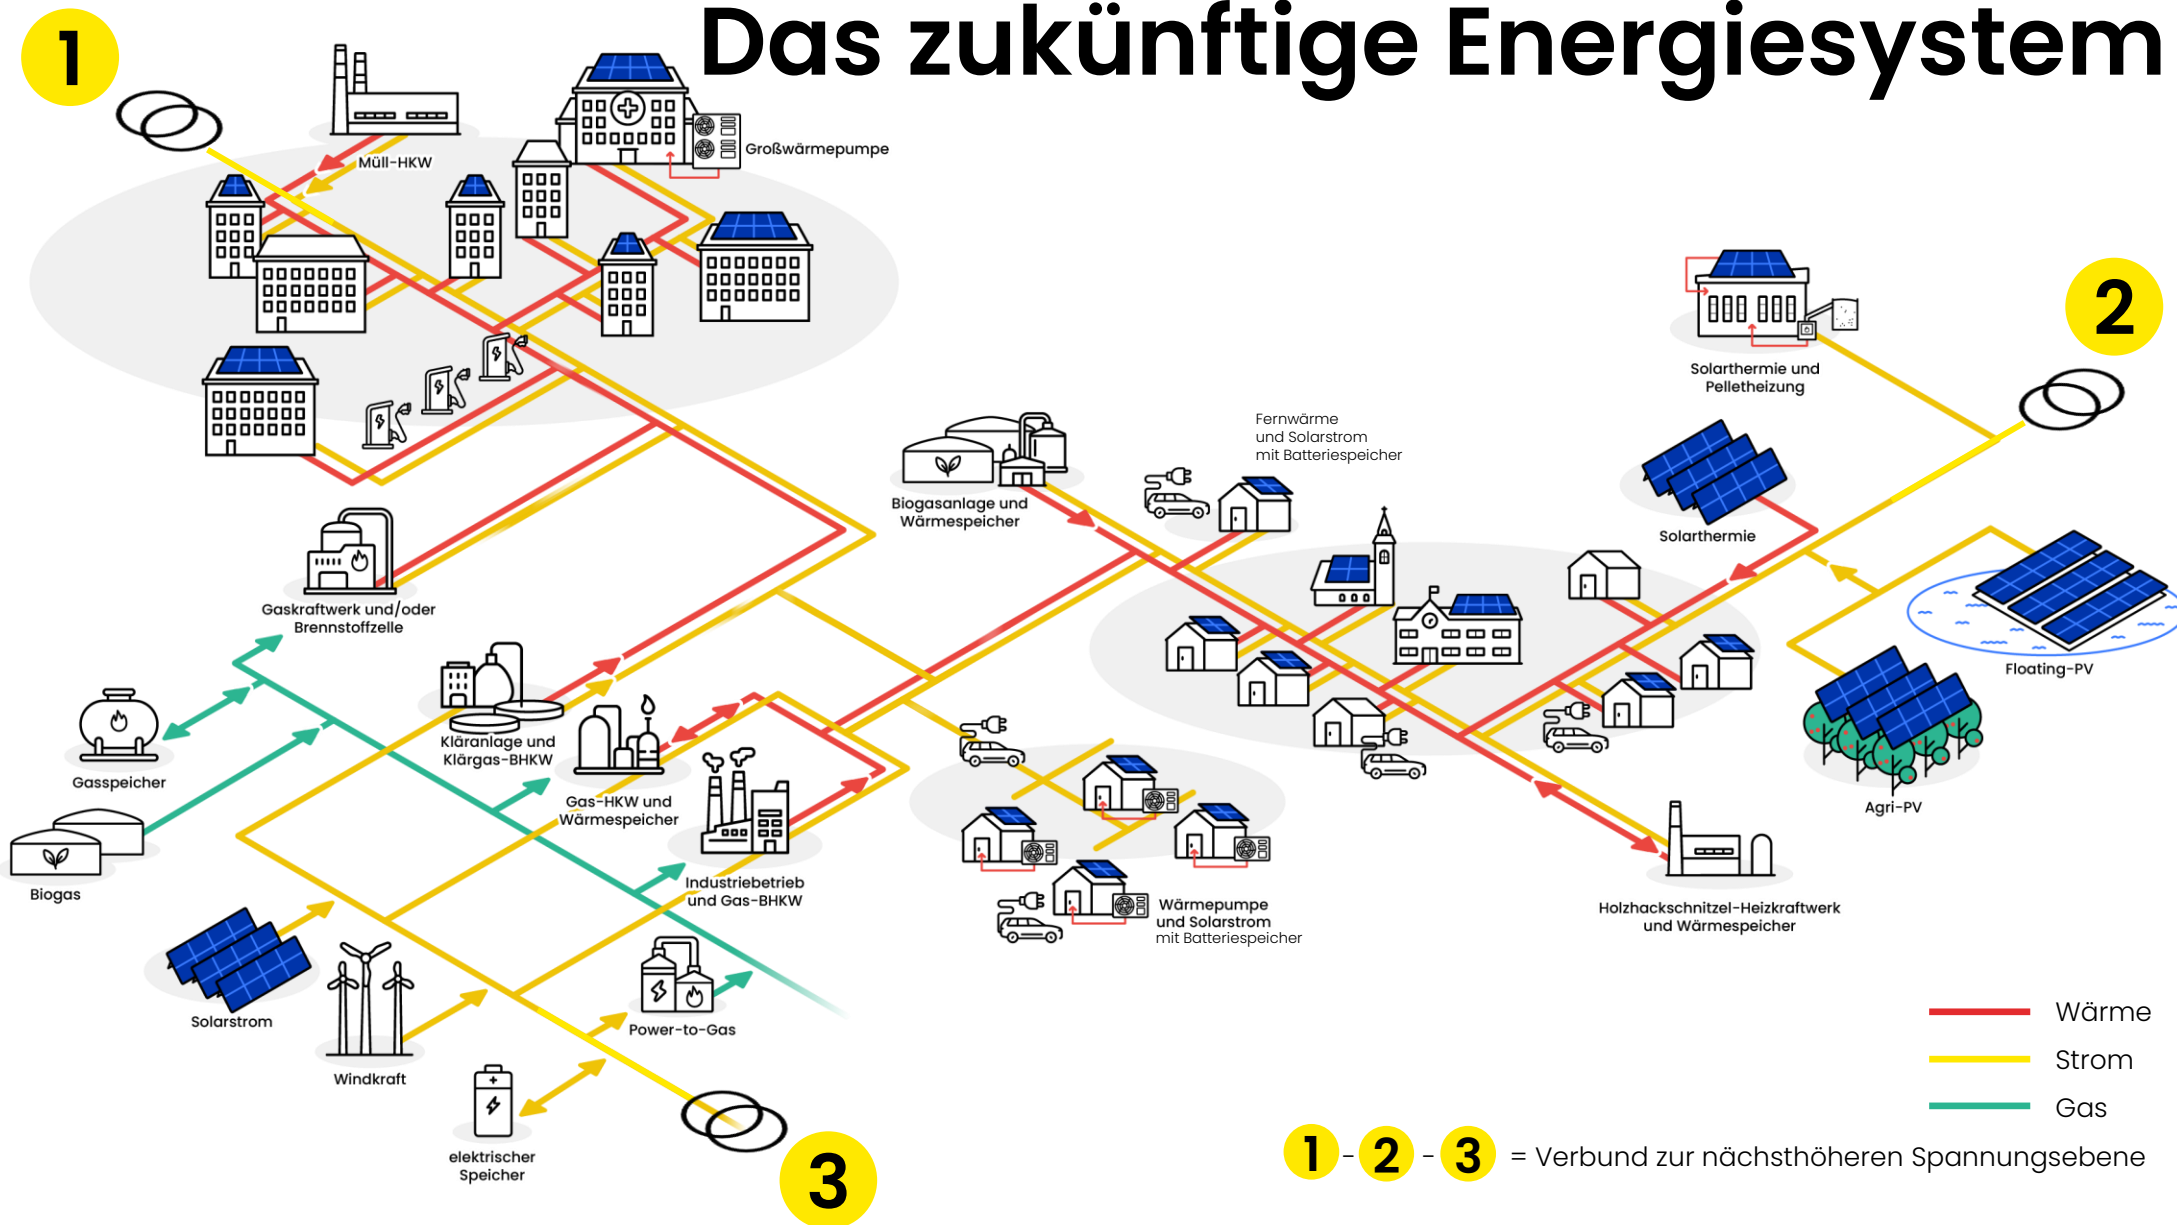 Das zukünftige Energiesystem
1
Müll-HKW
Großwärmepumpe
2
Solarthermie und
Pelletheizung
Fernwärme
und Solarstrom
mit Batteriespeicher
Biogasanlage und
Wärmespeicher
Solarthermie
Gaskraftwerk und/oder
Brennstoffzelle
Floating-PV
Kläranlage und
Klärgas-BHKW
Gasspeicher
Gas-HKW und
Wärmespeicher
Agri-PV
Biogas
Industriebetrieb
und Gas-BHKW
Wärmepumpe
und Solarstrom
mit Batteriespeicher
Holzhackschnitzel-Heizkraftwerk
und Wärmespeicher
Solarstrom
Power-to-Gas
Windkraft
elektrischer
Speicher
3
Wärme
Strom
Gas
1 - 2 - 3 = Verbund zur nächsthöheren Spannungsebene